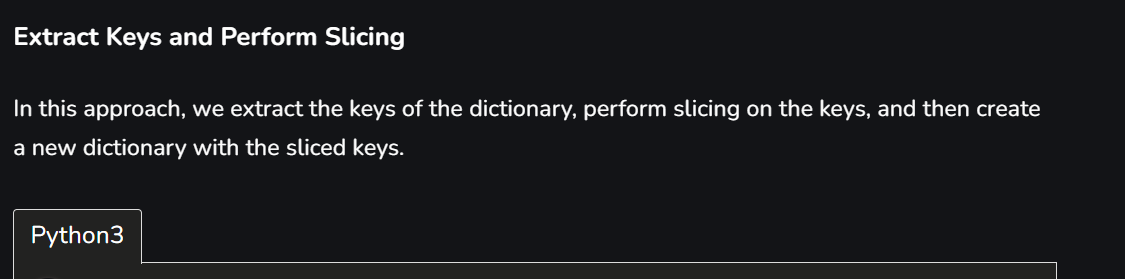 Extract Keys and Perform Slicing
In this approach, we extract the keys of the dictionary, perform slicing on the keys, and then create
a new dictionary with the sliced keys.
Python3